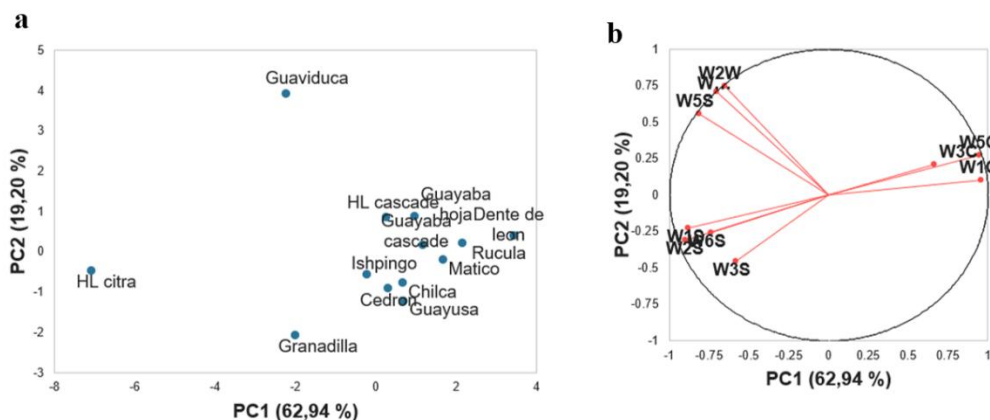 a
PC2 (19,20 %)
5
4
3
2
1
0
-1
-2
-3
Guaviduca
HL cascade
Guayaba
hoja
Dente de
leon
Guayaba
cascade
Rucula
Matico
Ishpingo
HL citra
Cedron
Chilca
Guayusa
Granadilla
-8
-6
-4
-2
0
2
4
PC1 (62,94 %)
b
PC2 (19,20 %)
1
0.75
0.5
0.25
0
-0.25
-0.5
-0.75
-1
W2W
W5S
W3C
W1S
W2S
W6S
W3S
-1
-0.75
-0.5
-0.25
0
0.25
0.5
0.75
1
PC1 (62,94 %)